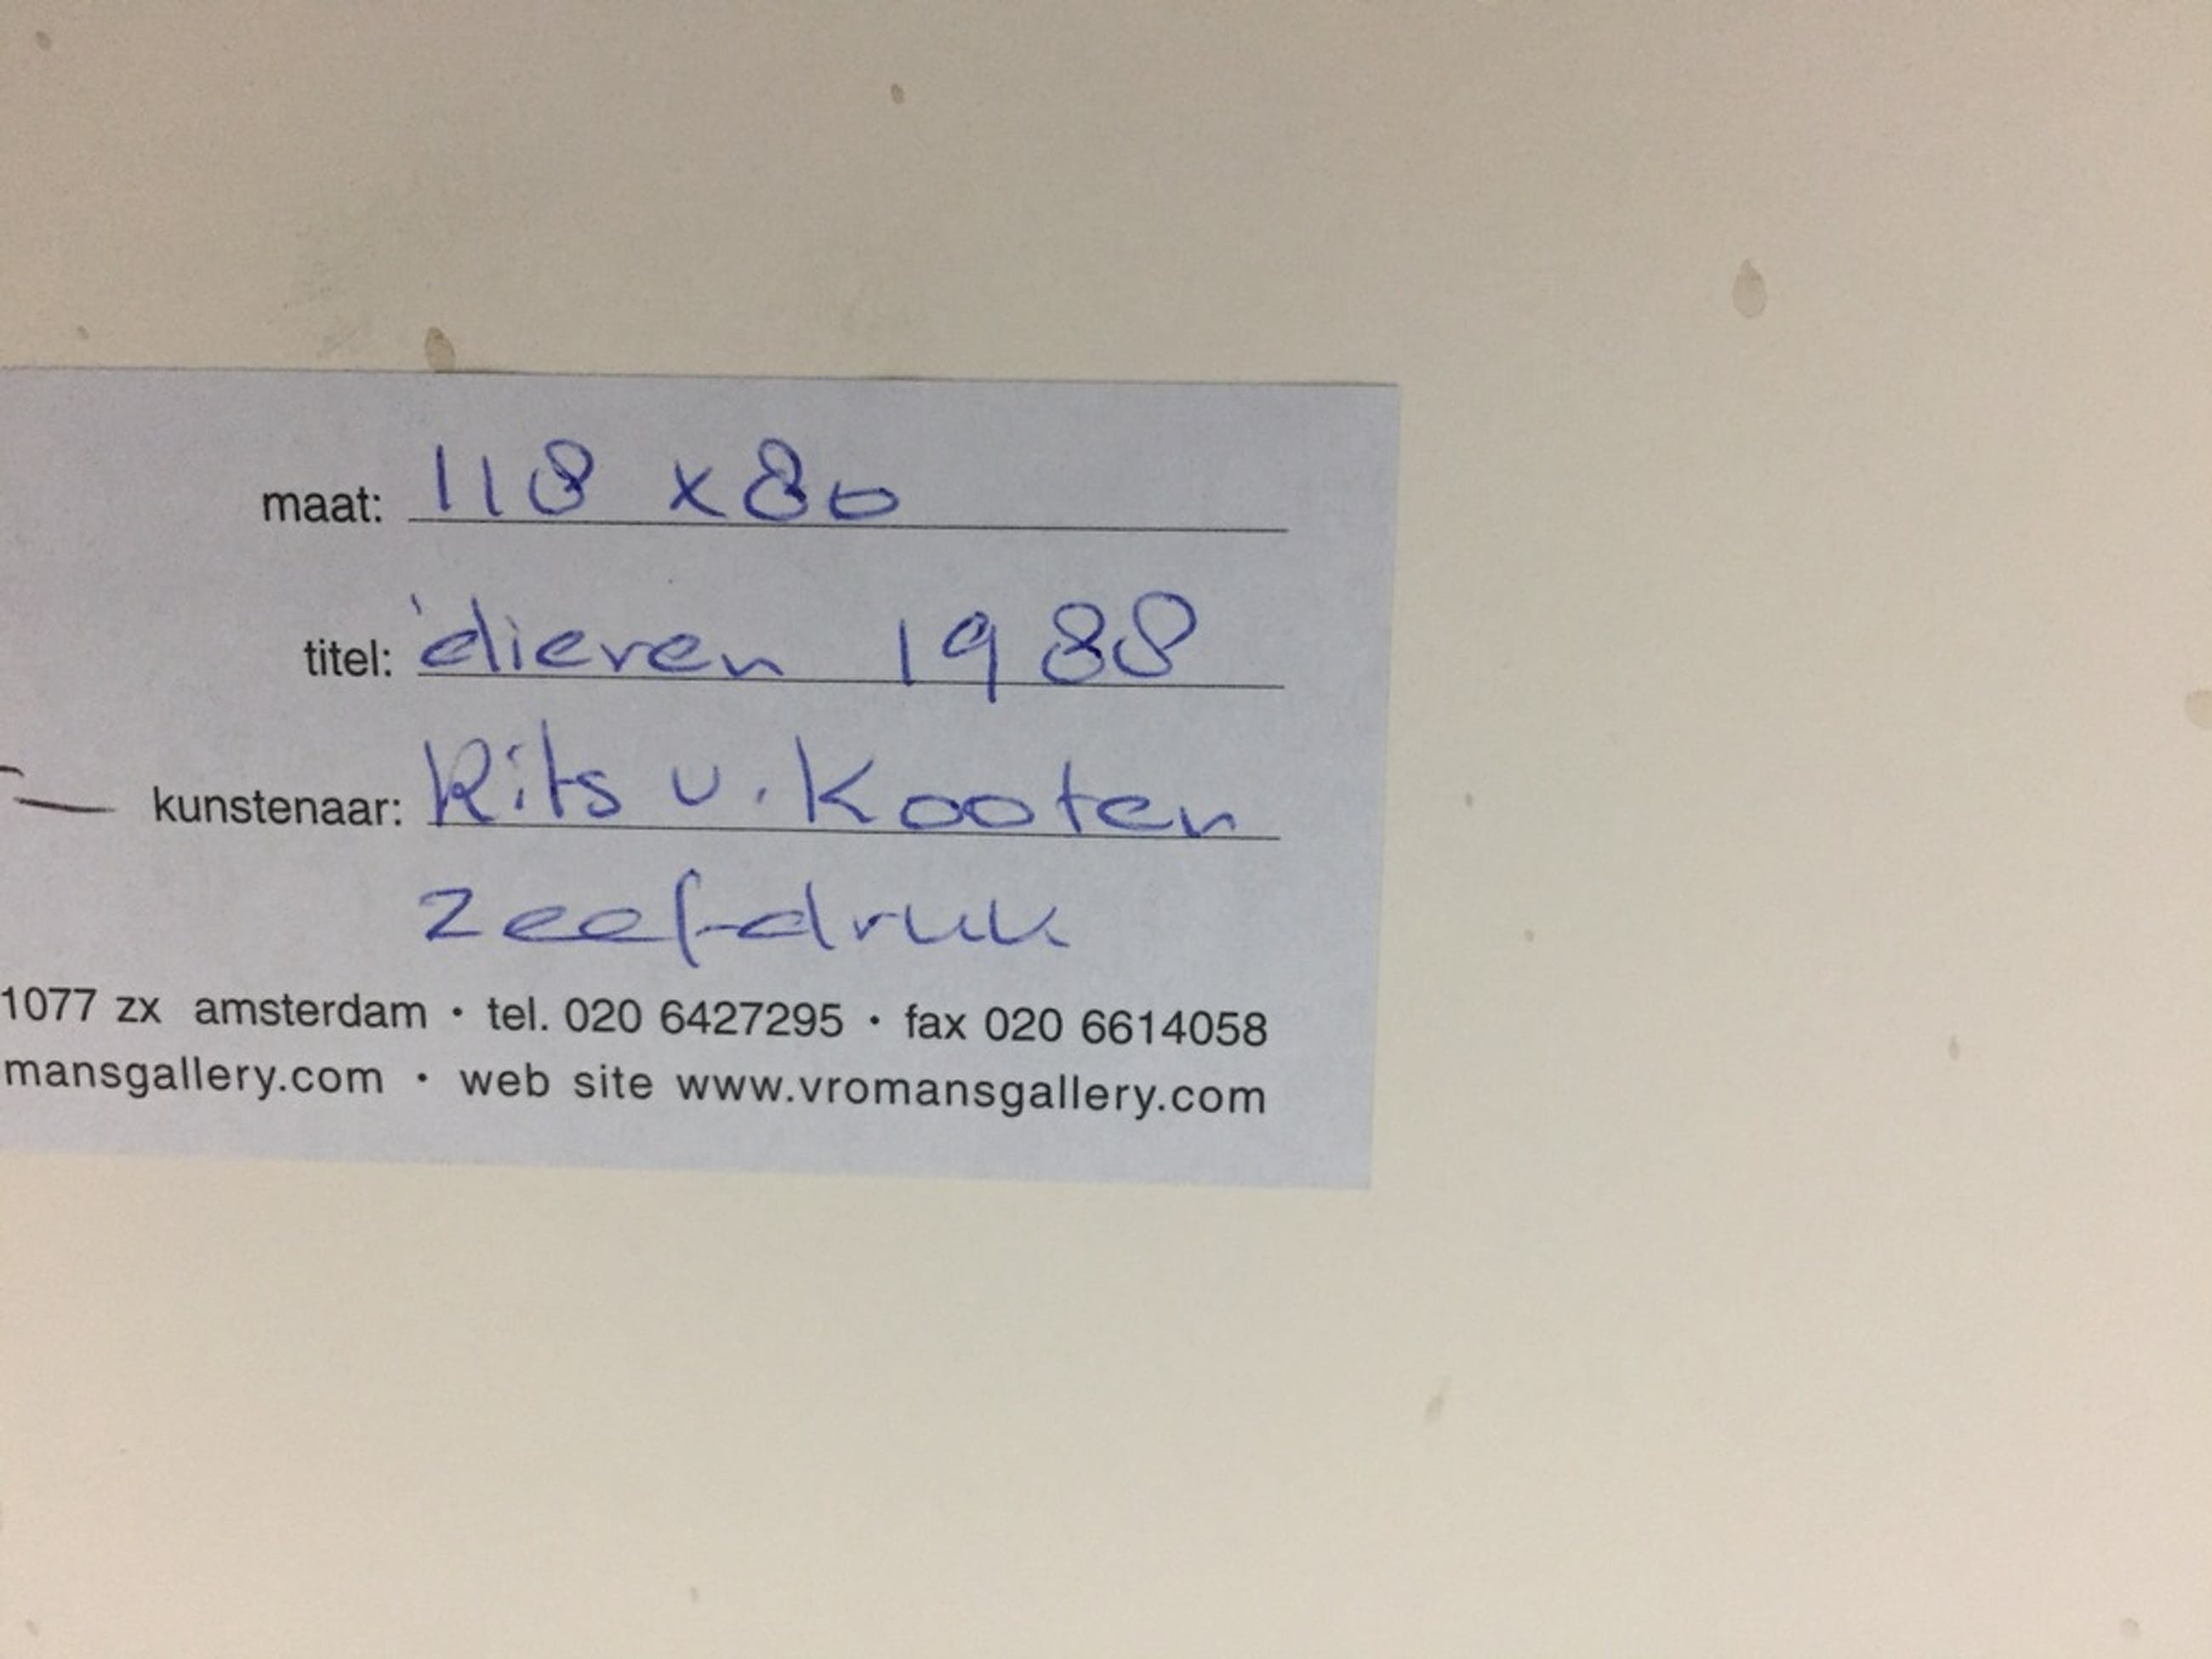 maat: 118 x 80
titel: 'dieren 1988
kunstenaar: Kits v. Kooten
zeefdruk
1077 zx amsterdam • tel. 020 6427295 • fax 020 6614058
mansgallery.com • web site www.vromansgallery.com